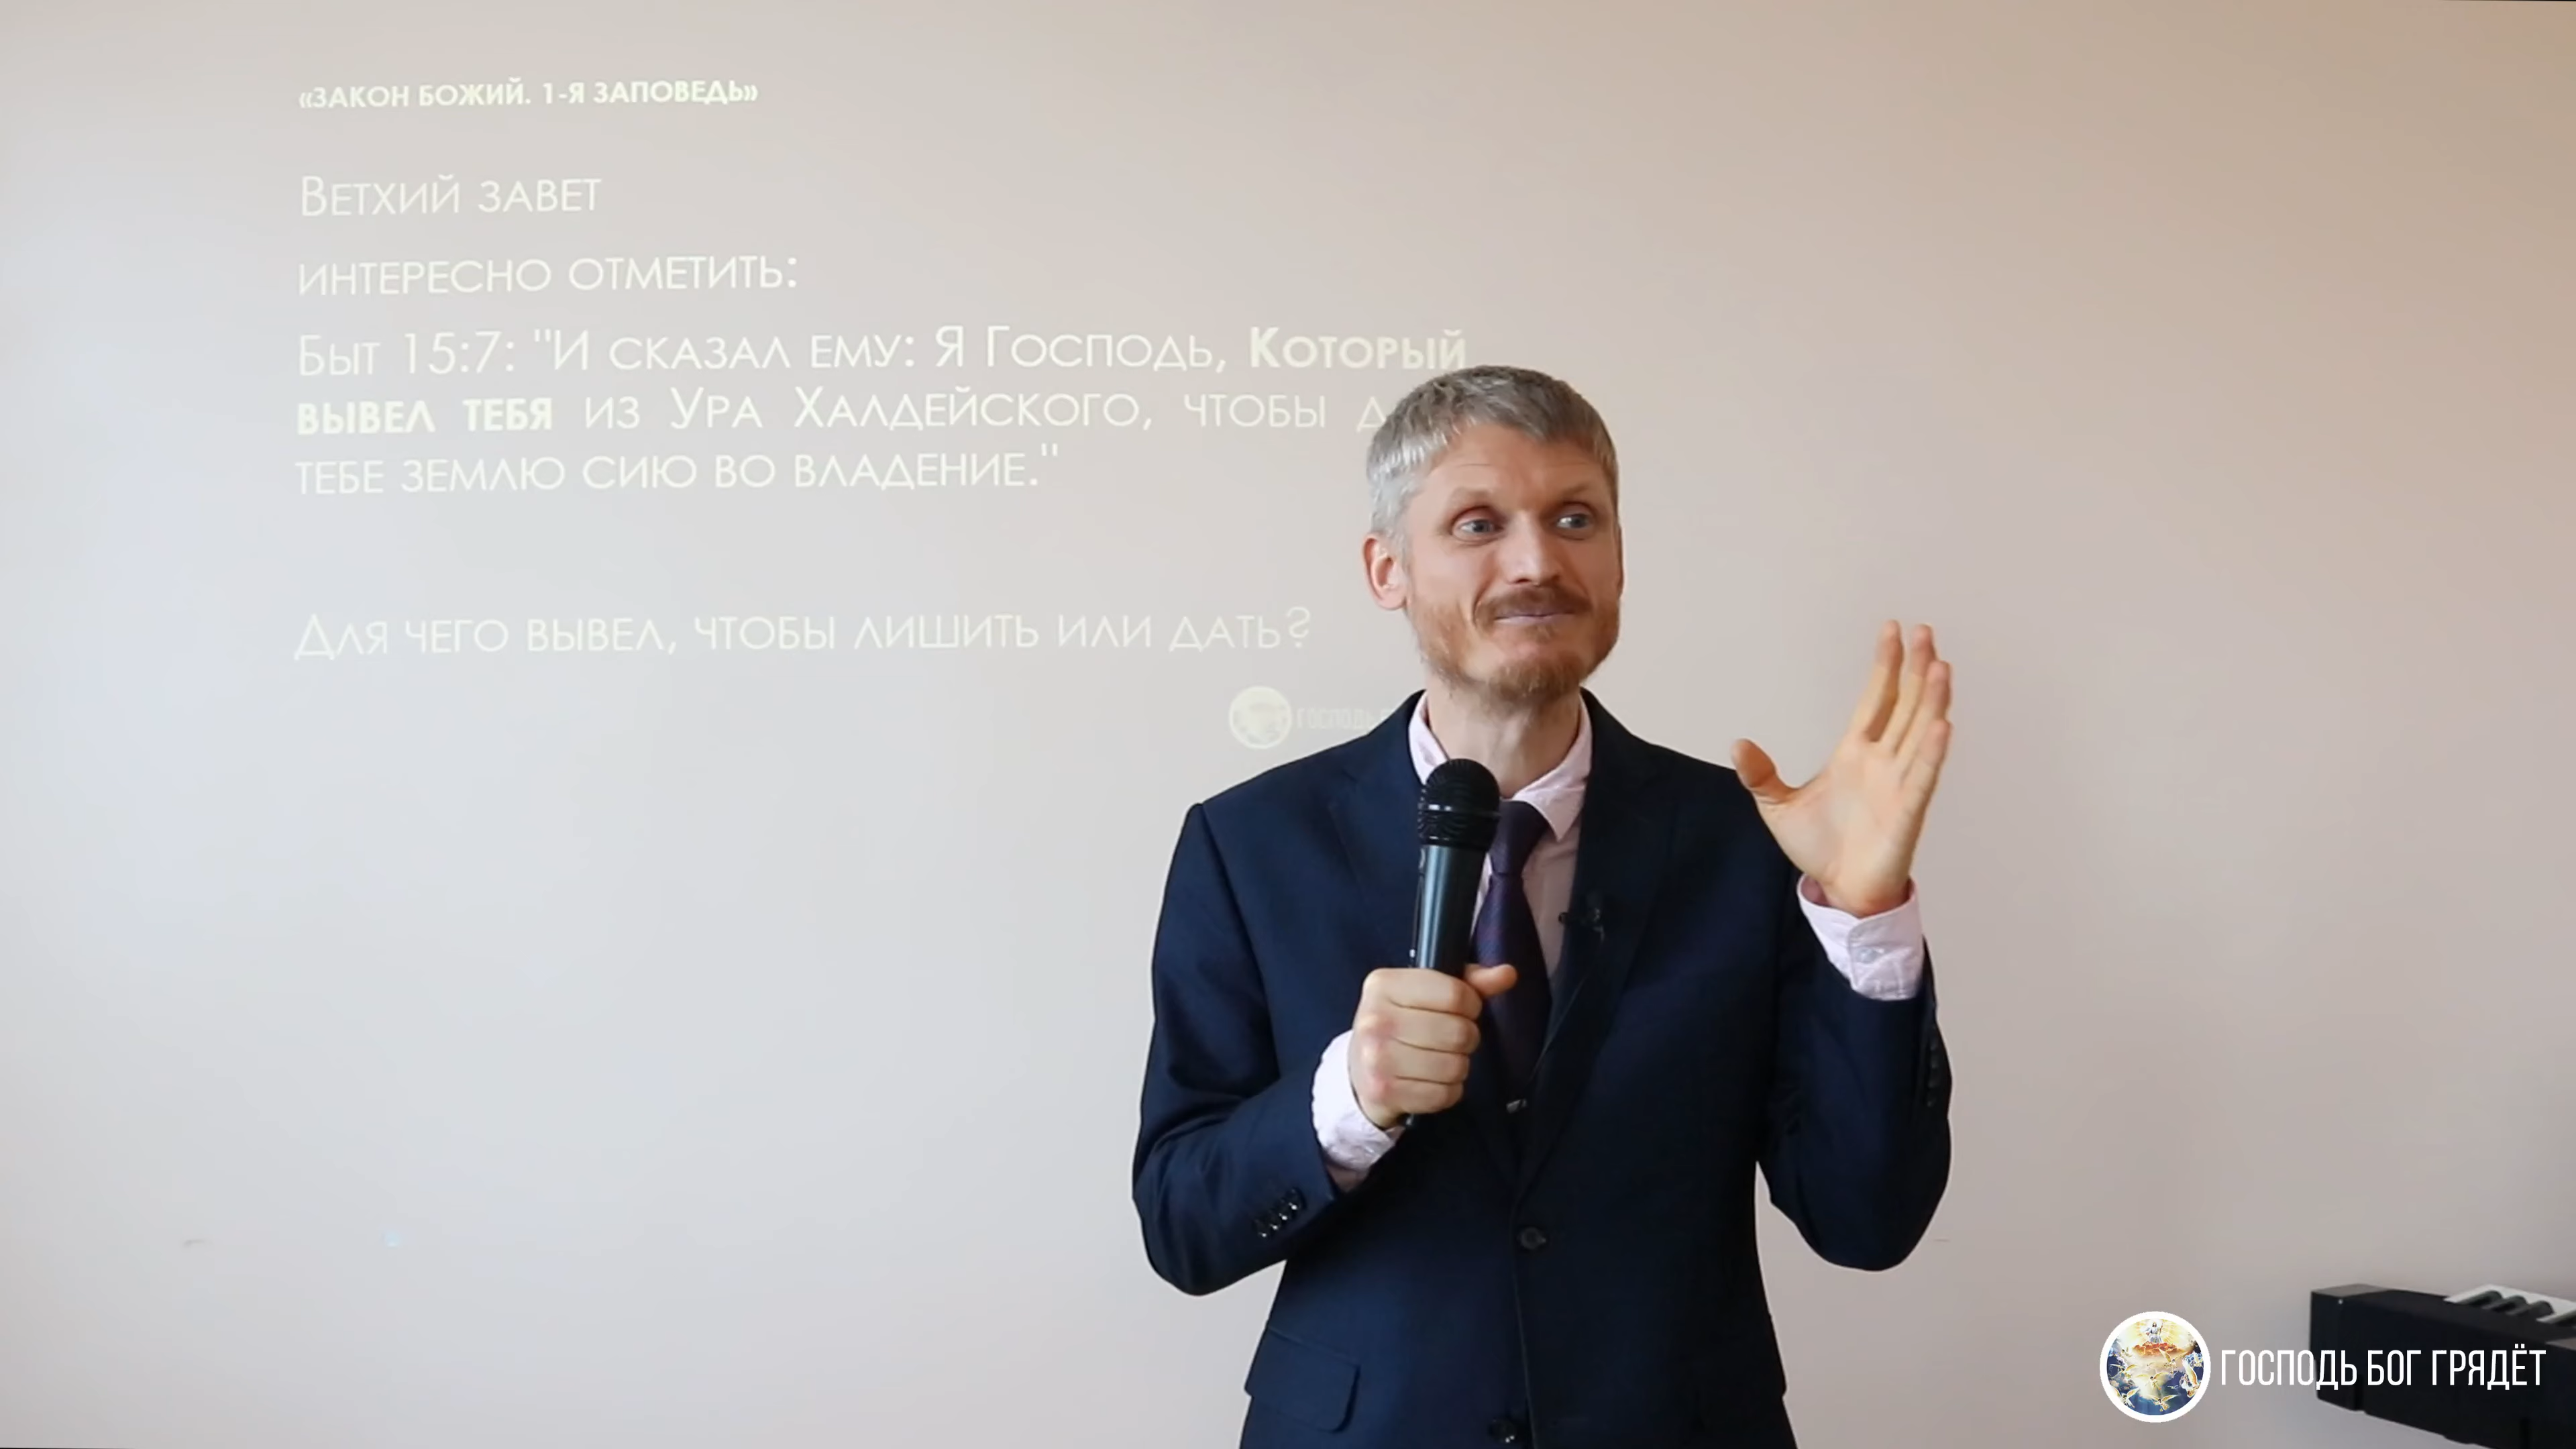 «ЗАКОН БОЖИЙ. 1-Я ЗАПОВЕДЬ»
ВЕТХИЙ ЗАВЕТ
ИНТЕРЕСНО ОТМЕТИТЬ:
БЫТ 15:7: "И СКАЗАЛ ЕМУ: Я ГОСПОДЬ, КОТОРЫЙ
ВЫВЕЛ ТЕБЯ ИЗ УРА ХАЛДЕЙСКОГО, ЧТОБЫ
ТЕБЕ ЗЕМЛЮ СИЮ ВО ВЛАДЕНИЕ."
ДЛЯ ЧЕГО ВЫВЕЛ, ЧТОБЫ ЛИШИТЬ ИЛИ ДАТЬ?
ГОСПОДЬ
ГОСПОДЬ БОГ ГРЯДЁТ